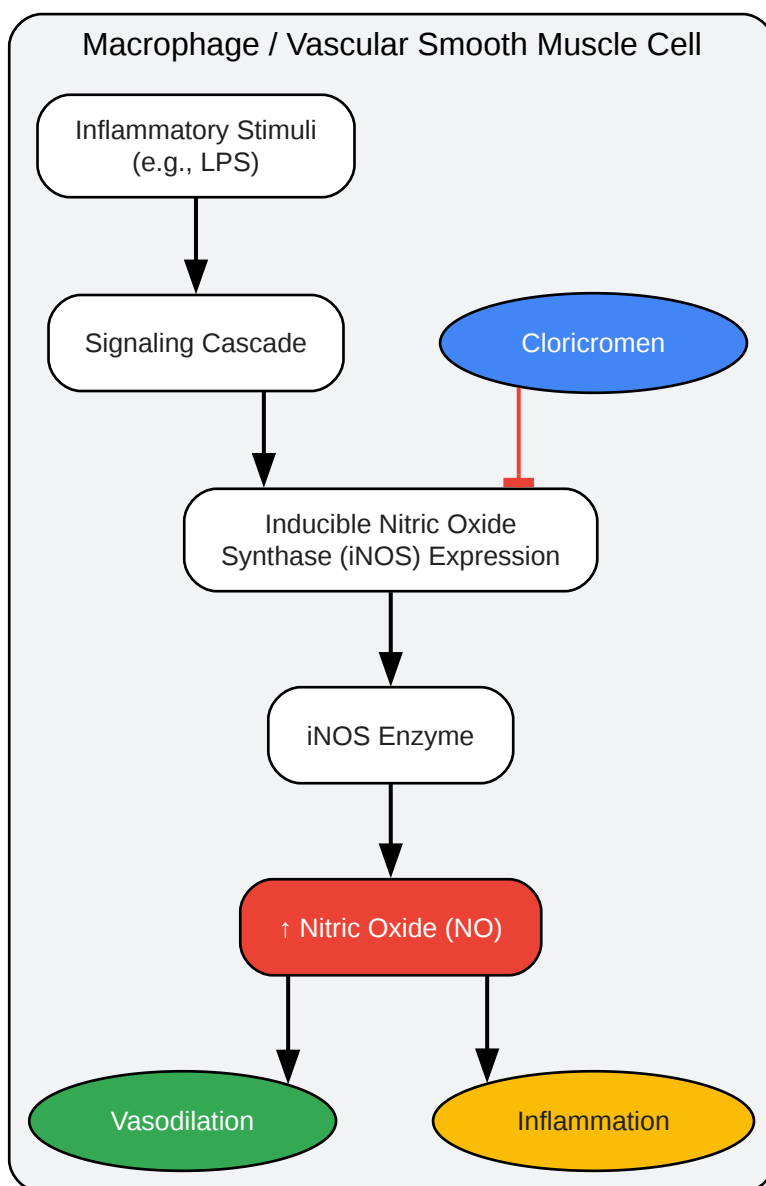 Macrophage / Vascular Smooth Muscle Cell
Inflammatory Stimuli
(e.g., LPS)
Signaling Cascade
Cloricromen
Inducible Nitric Oxide
Synthase (iNOS) Expression
iNOS Enzyme
↑ Nitric Oxide (NO)
Vasodilation
Inflammation